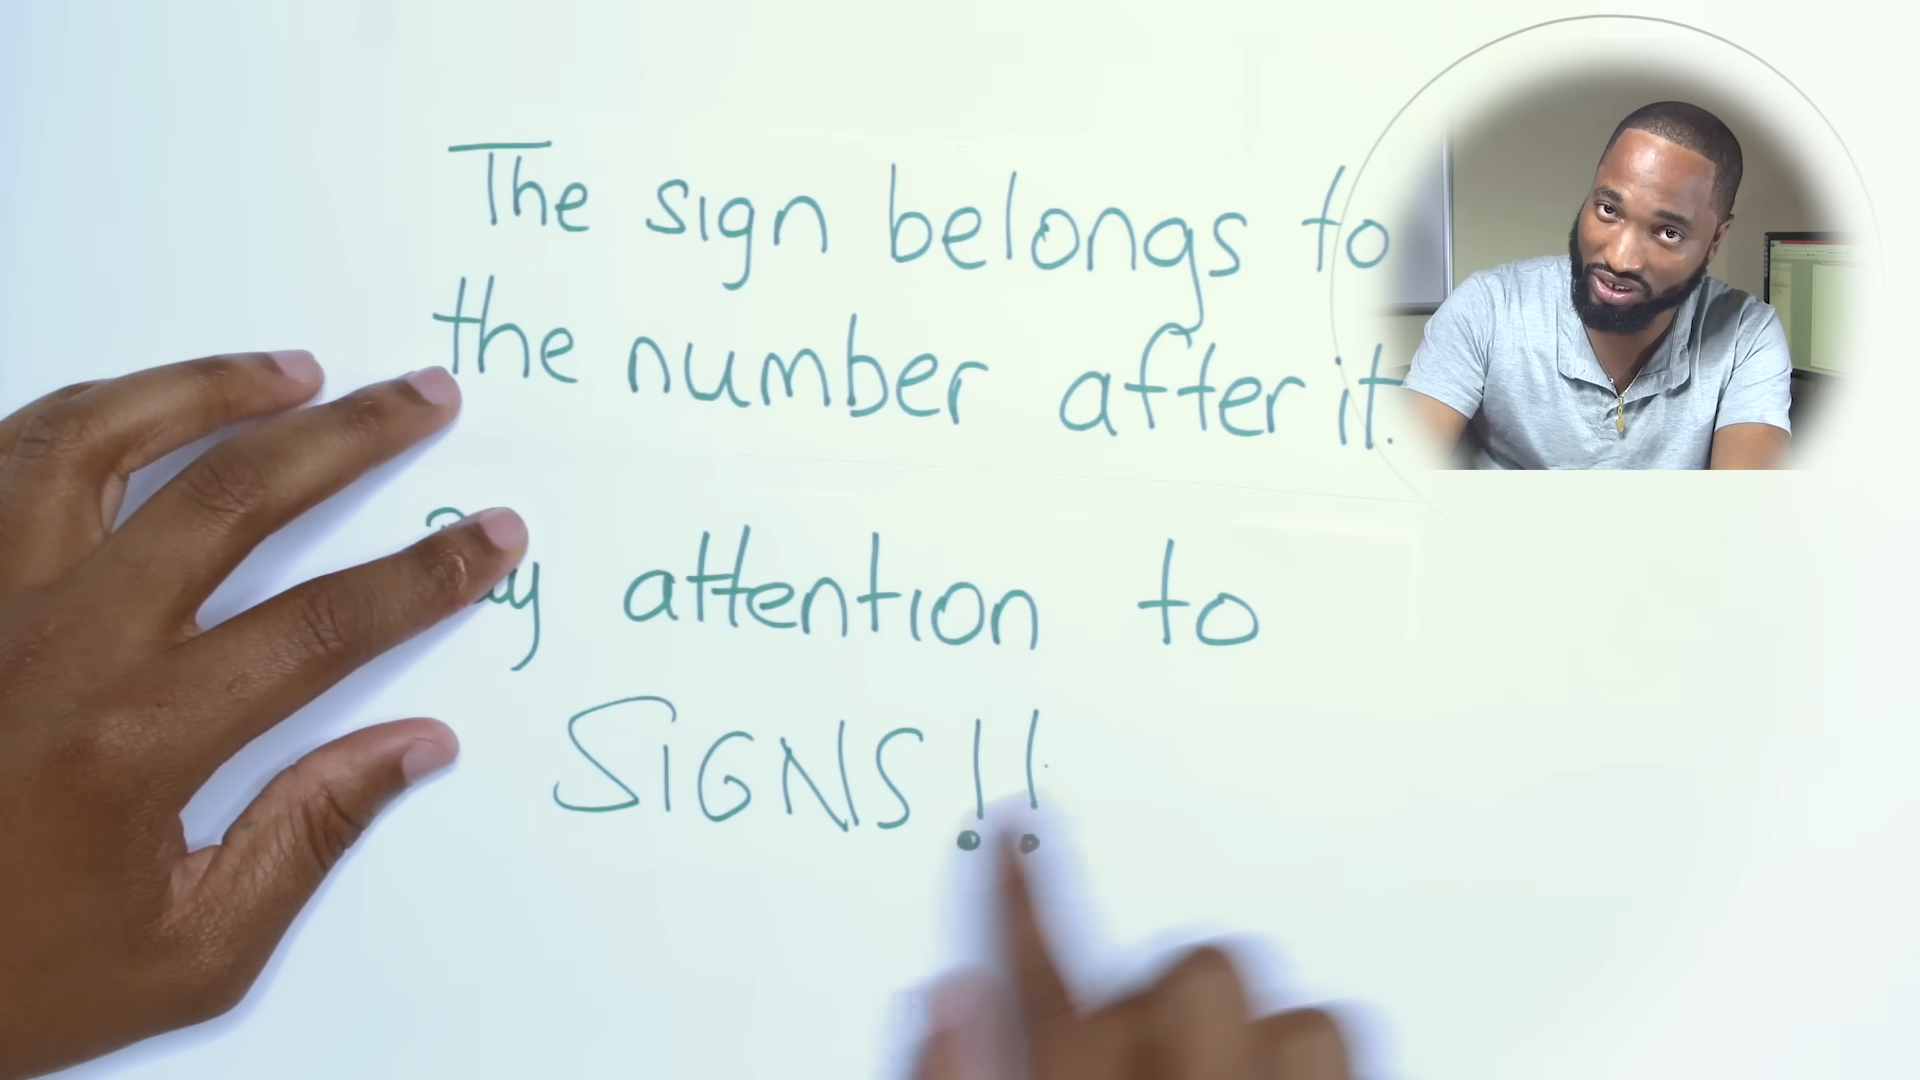 The sign belongs to
the number after it.
attention to
SIGNS!!